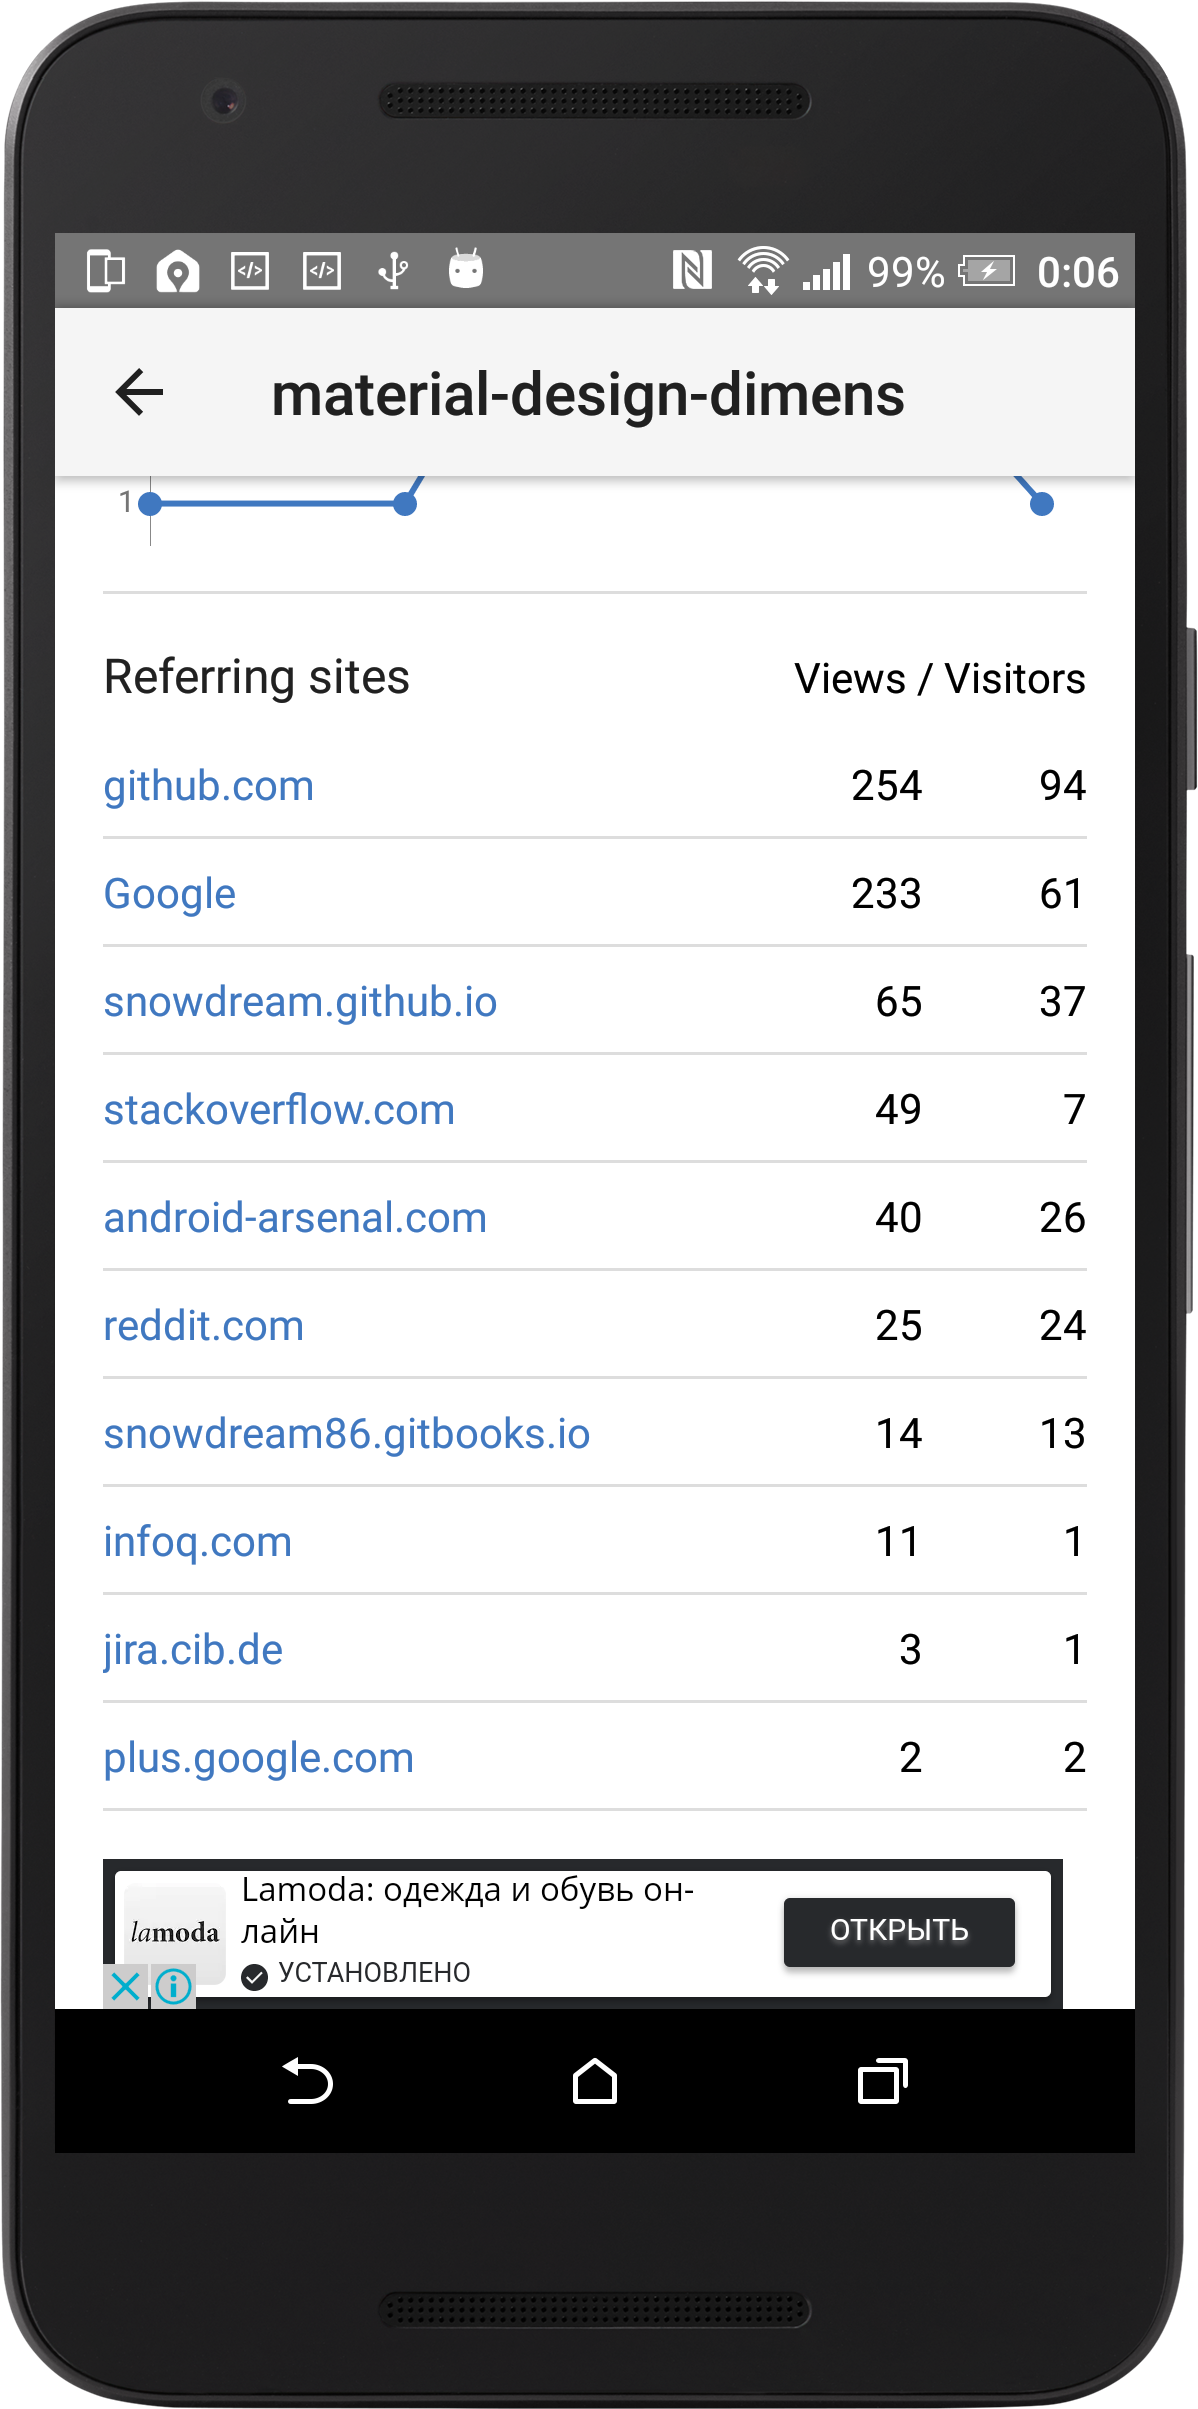 99% 0:06
material-design-dimens
1
Referring sites Views / Visitors
github.com 254 94
Google 233 61
snowdream.github.io 65 37
stackoverflow.com 49 7
android-arsenal.com 40 26
reddit.com 25 24
snowdream86.gitbooks.io 14 13
infoq.com 11 1
jira.cib.de 3 1
plus.google.com 2 2
lamoda
Lamoda: одежда и обувь он-
лайн
УСТАНОВЛЕНО
ОТКРЫТЬ